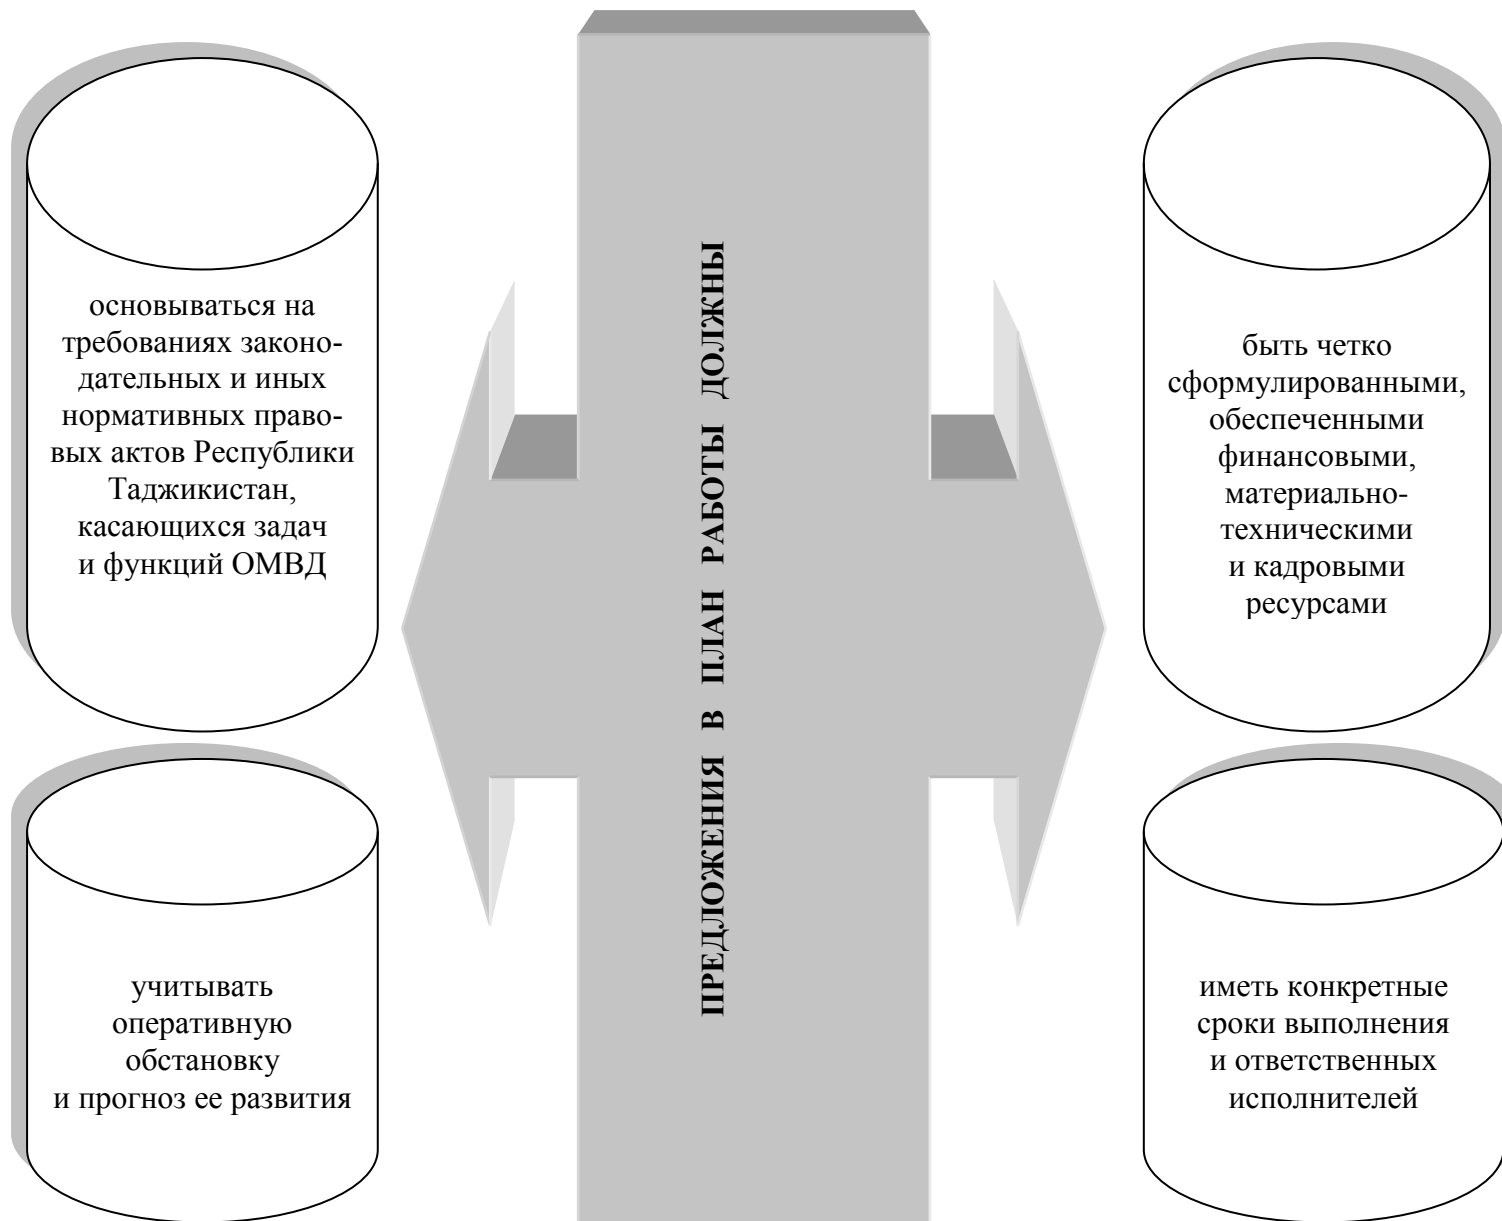 основываться на
требованиях законо-
дательных и иных
нормативных право-
вых актов Республики
Таджикистан,
касающихся задач
и функций ОМВД
учитывать
оперативную
обстановку
и прогноз ее развития
ПРЕДЛОЖЕНИЯ В ПЛАН РАБОТЫ ДОЛЖНЫ
быть четко
сформулированными,
обеспеченными
финансовыми,
материально-
техническими
и кадровыми
ресурсами
иметь конкретные
сроки выполнения
и ответственных
исполнителей